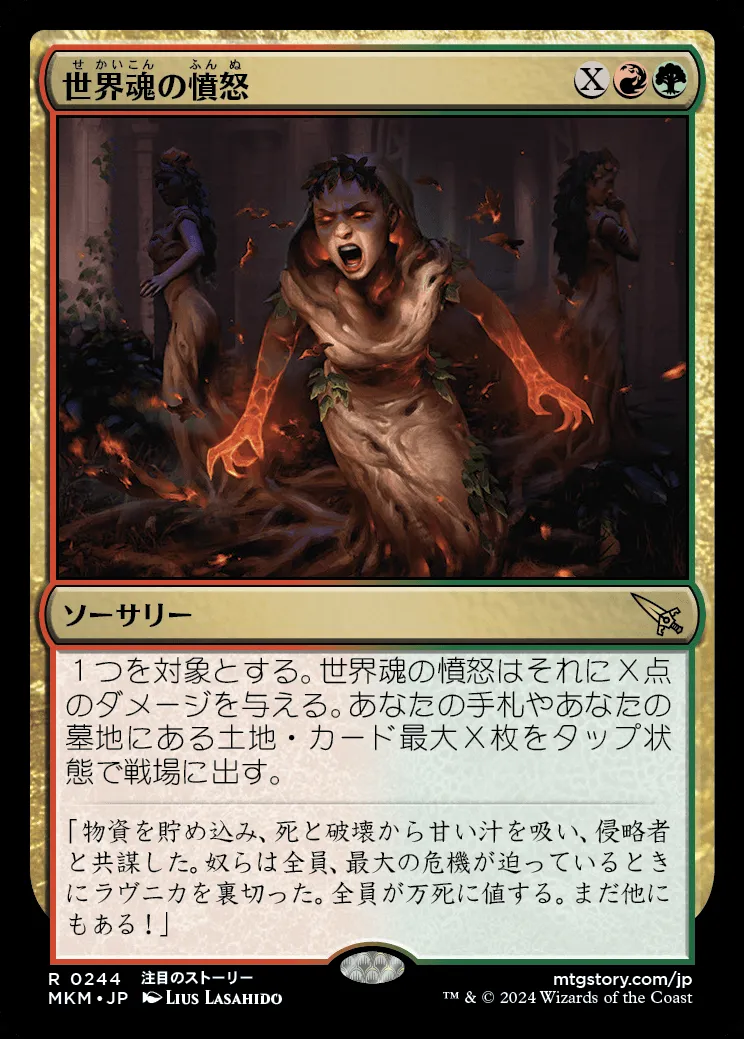 せかいこん ふんぬ
世界魂の憤怒 X
ソーサリー
1つを対象とする。世界魂の憤怒はそれにX点
のダメージを与える。あなたの手札やあなたの
墓地にある土地・カード最大X枚をタップ状
態で戦場に出す。
「物資を貯め込み、死と破壊から甘い汁を吸い、侵略者
と共謀した。奴らは全員、最大の危機が迫っているとき
にラヴニカを裏切った。全員が万死に値する。まだ他に
もある!」
R 0244 注目のストーリー mtgstory.com/jp
MKM • JP LIUS LASAHIDO ™ & © 2024 Wizards of the Coast